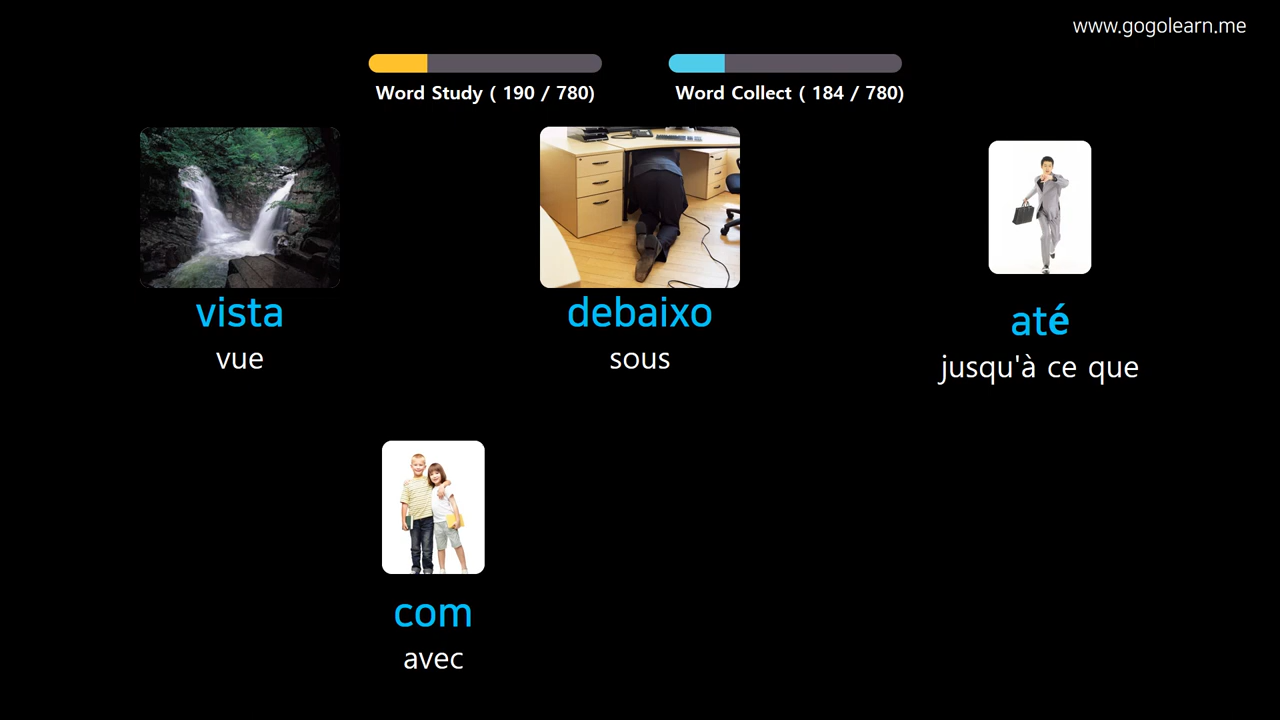 www.gogolearn.me
Word Study ( 190 / 780)
Word Collect ( 184 / 780)
vista
vue
debaixo
sous
até
jusqu'à ce que
com
avec